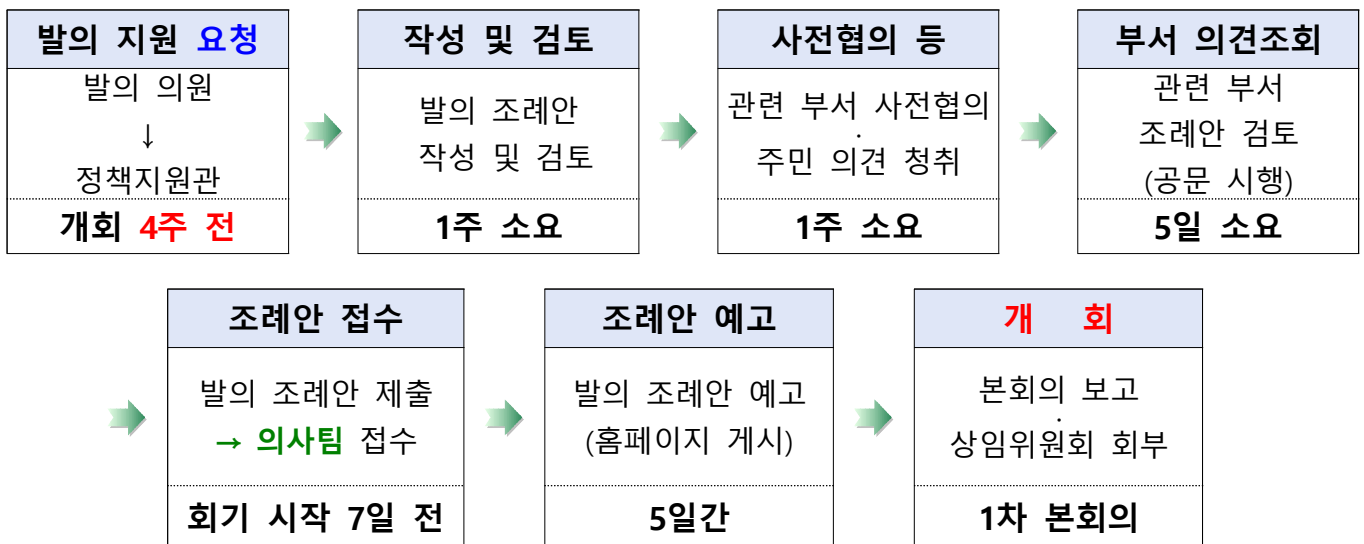 발의 지원 요청
발의 의원
↓
정책지원관
개회 4주 전
작성 및 검토
발의 조례안
작성 및 검토
1주 소요
사전협의 등
관련 부서 사전협의
·
주민 의견 청취
1주 소요
부서 의견조회
관련 부서
조례안 검토
(공문 시행)
5일 소요
조례안 접수
발의 조례안 제출
→ 의사팀 접수
회기 시작 7일 전
조례안 예고
발의 조례안 예고
(홈페이지 게시)
5일간
개 회
본회의 보고
·
상임위원회 회부
1차 본회의